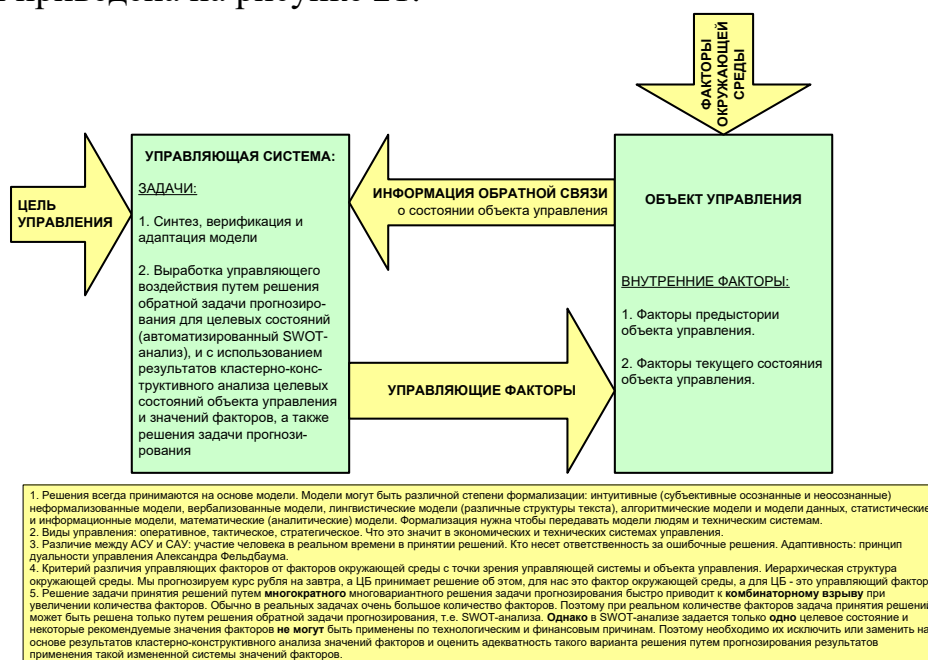 приведена на рисунке
ФАКТОРЫ
ОКРУЖАЮЩЕЙ
СРЕДЫ
ЦЕЛЬ
УПРАВЛЕНИЯ
УПРАВЛЯЮЩАЯ СИСТЕМА:
ЗАДАЧИ:
1. Синтез, верификация и
адаптация модели
2. Выработка управляющего
воздействия путем решения
обратной задачи прогнозиро-
вания для целевых состояний
(автоматизированный SWOT-
анализ), и с использованием
результатов кластерно-конс-
труктивного анализа целевых
состояний объекта управления
и значений факторов, а также
решения задачи прогнози-
рования
ИНФОРМАЦИЯ ОБРАТНОЙ СВЯЗИ
о состоянии объекта управления
УПРАВЛЯЮЩИЕ ФАКТОРЫ
ОБЪЕКТ УПРАВЛЕНИЯ
ВНУТРЕННИЕ ФАКТОРЫ:
1. Факторы предыстории
объекта управления.
2. Факторы текущего состояния
объекта управления.
1. Решения всегда принимаются на основе модели. Модели могут быть различной степени формализации: интуитивные (субъективные осознанные и неосознанные)
неформализованные модели, вербализованные модели, лингвистические модели (различные структуры текста), алгоритмические модели и модели данных, статистические
и информационные модели, математические (аналитические) модели. Формализация нужна чтобы передавать модели людям и техническим системам.
2. Виды управления: оперативное, тактическое, стратегическое. Что это значит в экономических и технических системах управления.
3. Различие между АСУ и САУ: участие человека в реальном времени в принятии решений. Кто несет ответственность за ошибочные решения. Адаптивность: принцип
дуальности управления Александра Фельдбаума.
4. Критерий различия управляющих факторов от факторов окружающей среды с точки зрения управляющей системы и объекта управления. Иерархическая структура
окружающей среды. Мы прогнозируем курс рубля на завтра, а ЦБ принимает решение об этом, для нас это фактор окружающей среды, а для ЦБ - это управляющий фактор
5. Решение задачи принятия решений путем многократного многовариантного решения задачи прогнозирования быстро приводит к комбинаторному взрыву при
увеличении количества факторов. Обычно в реальных задачах очень большое количество факторов. Поэтому при реальном количестве факторов задача принятия решений
может быть решена только путем решения обратной задачи прогнозирования, т.е. SWOT-анализа. Однако в SWOT-анализе задается только одно целевое состояние и
некоторые рекомендуемые значения факторов не могут быть применены по технологическим и финансовым причинам. Поэтому необходимо их исключить или заменить на
основе результатов кластерно-конструктивного анализа значений факторов и оценить адекватность такого варианта решения путем прогнозирования результатов
применения такой измененной системы значений факторов.